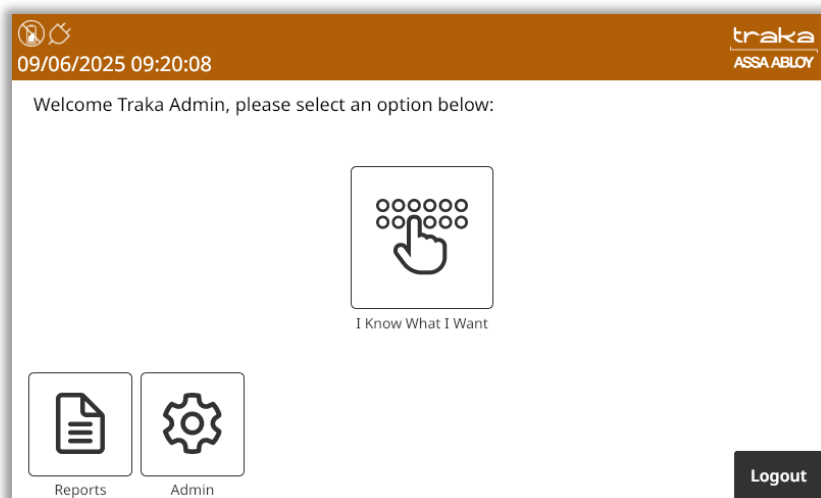 09/06/2025 09:20:08
traka
ASSA ABLOY
Welcome Traka Admin, please select an option below:
I Know What I Want
Reports
Admin
Logout